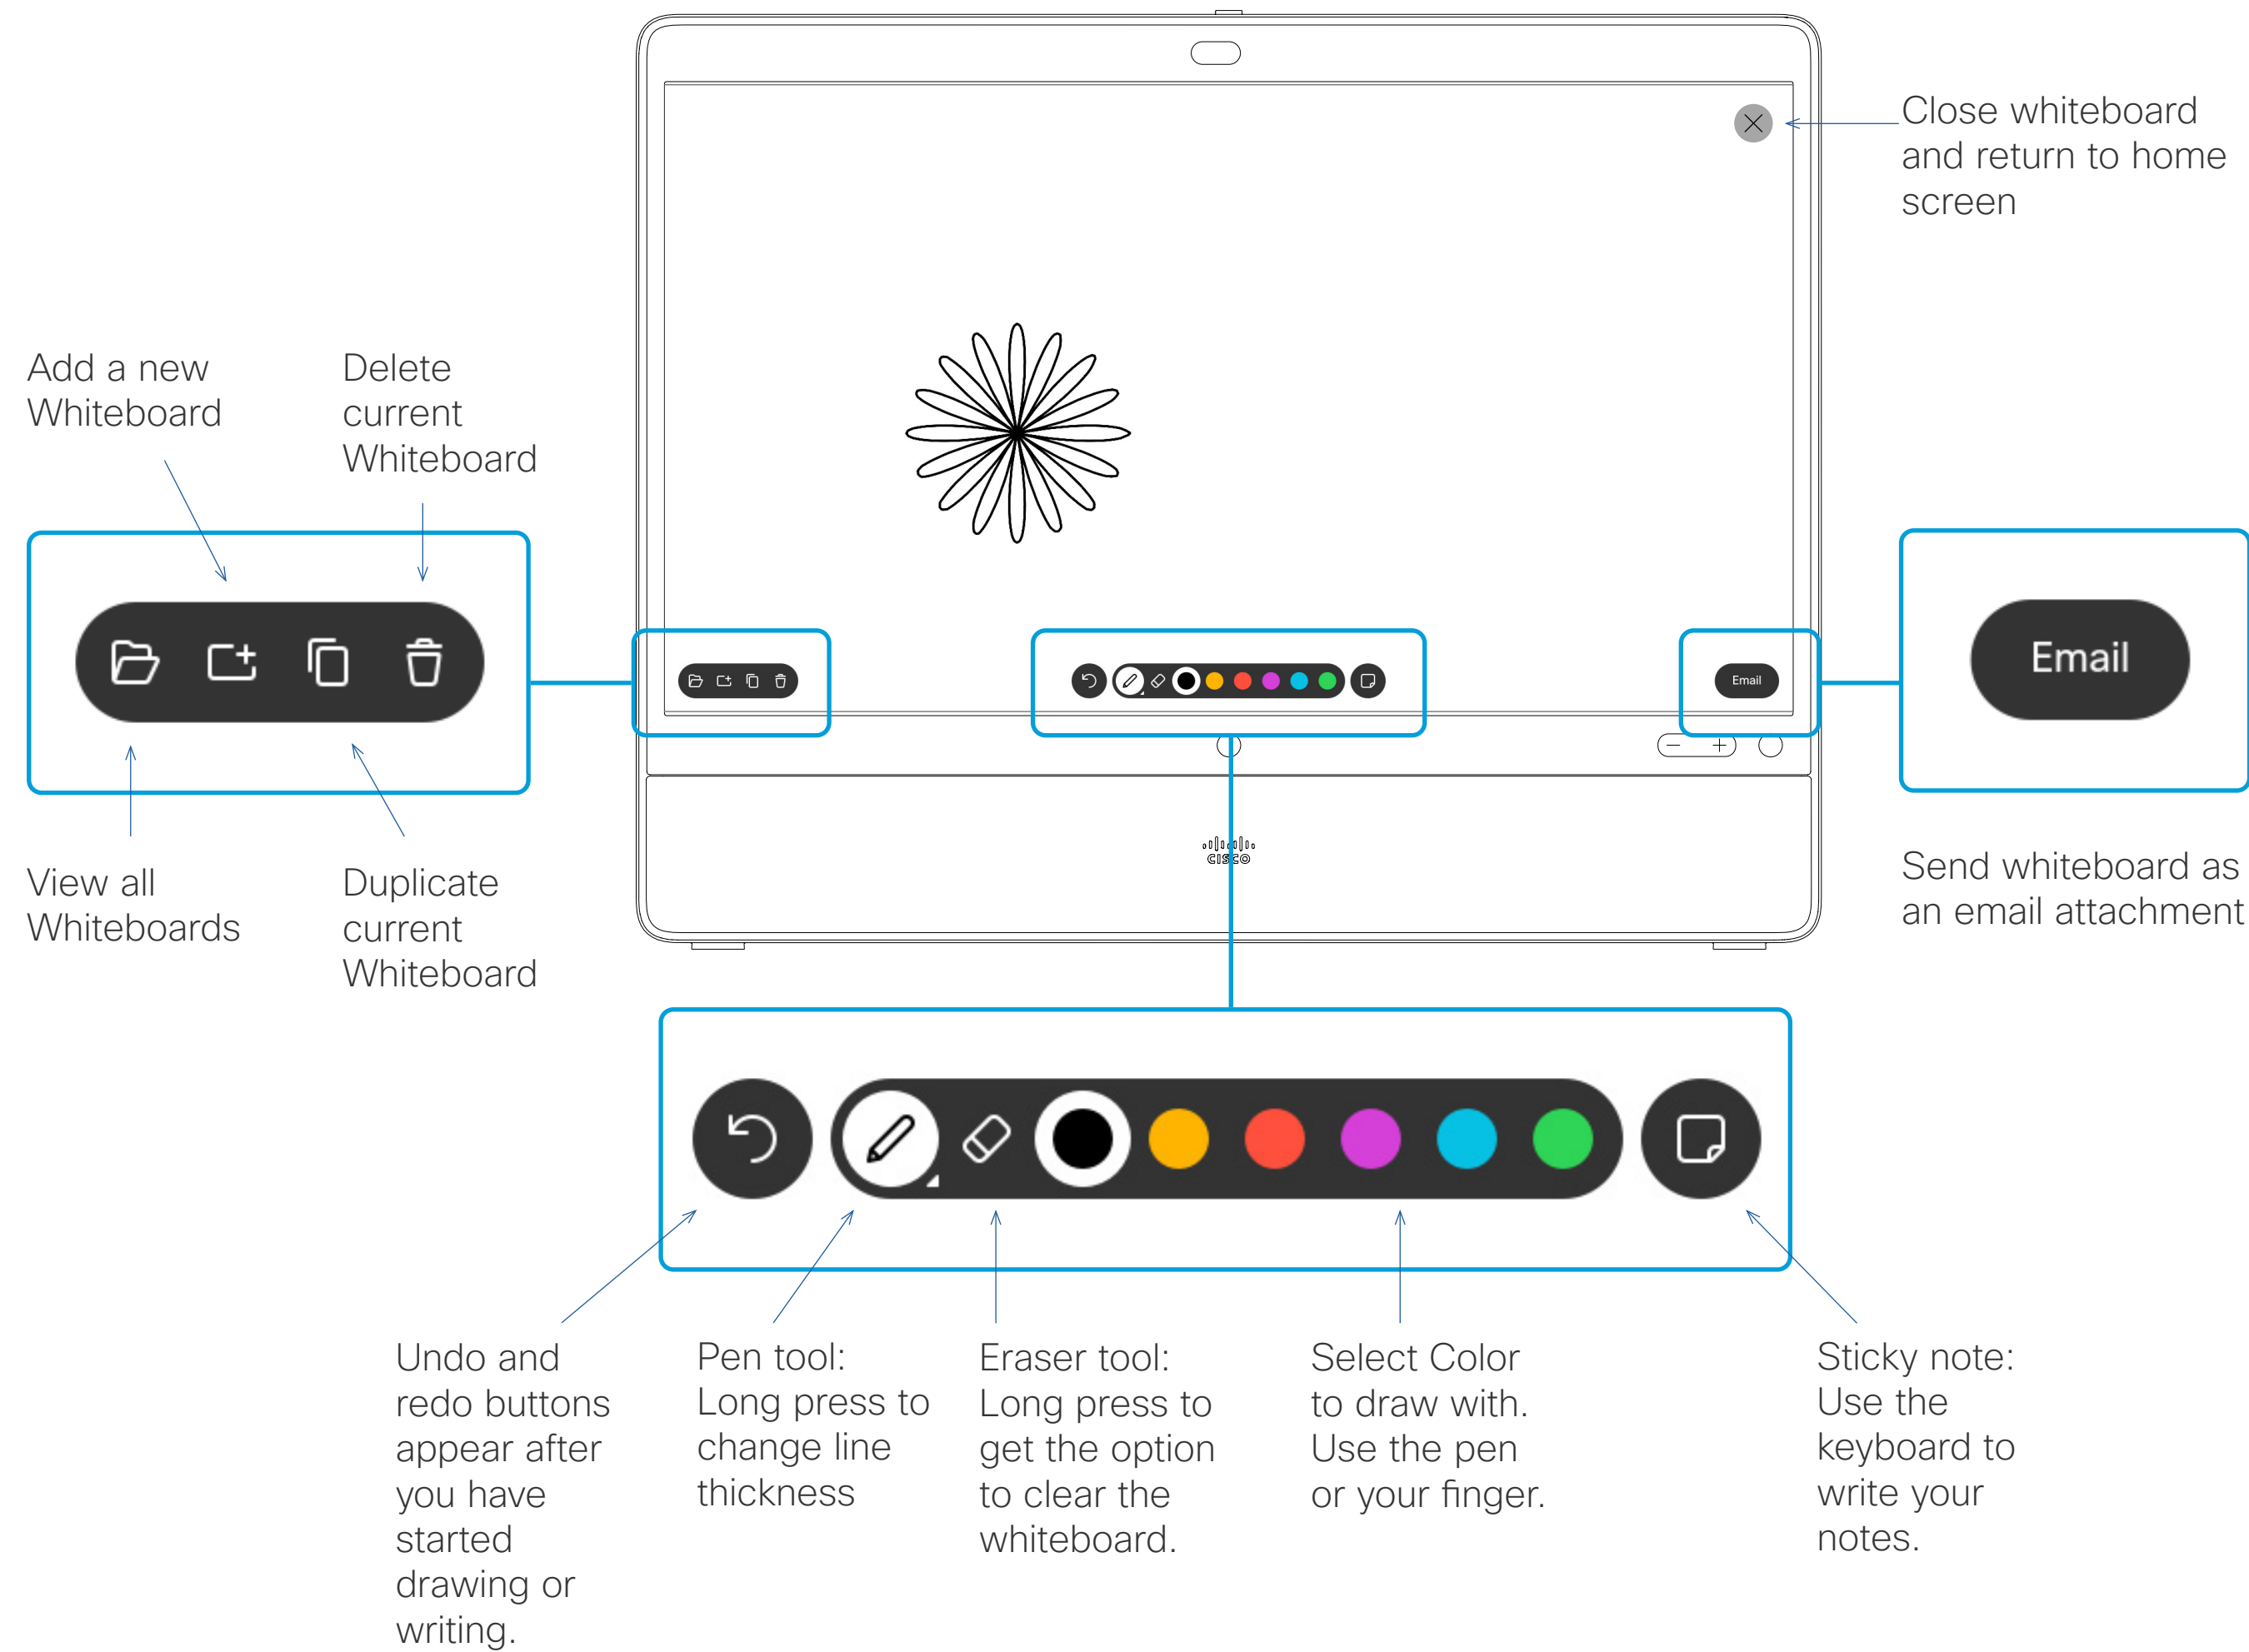 Close whiteboard
and return to home
screen
Add a new
Whiteboard
Delete
current
Whiteboard
Email
Email
CISCO
View all
Whiteboards
Duplicate
current
Whiteboard
Send whiteboard as
an email attachment
Undo and
redo buttons
appear after
you have
started
drawing or
writing.
Pen tool:
Long press to
change line
thickness
Eraser tool:
Long press to
get the option
to clear the
whiteboard.
Select Color
to draw with.
Use the pen
or your finger.
Sticky note:
Use the
keyboard to
write your
notes.